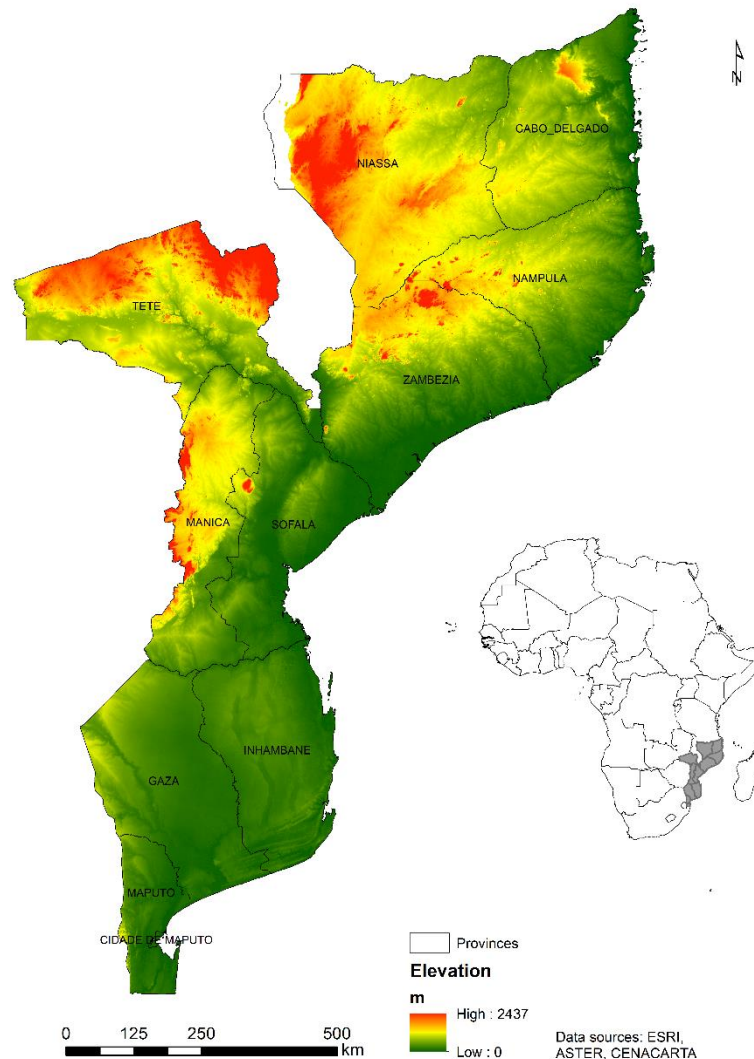 N
CABO_DELGADO
NIASSA
NAMPULA
TETE
ZAMBEZIA
MANICA
SOFALA
INHAMBANE
GAZA
MAPUTO
CIDADE DE MAPUTO
Provinces
Elevation
m
High : 2437
Low : 0
0 125 250 500
km
Data sources: ESRI,
ASTER, CENACARTA